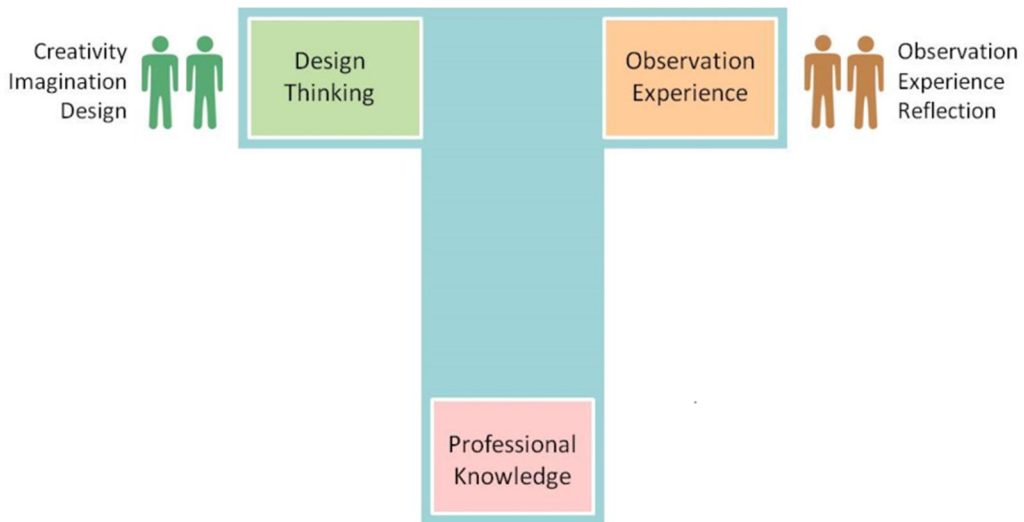 Creativity
Imagination
Design
Design
Thinking
Observation
Experience
Observation
Experience
Reflection
Professional
Knowledge